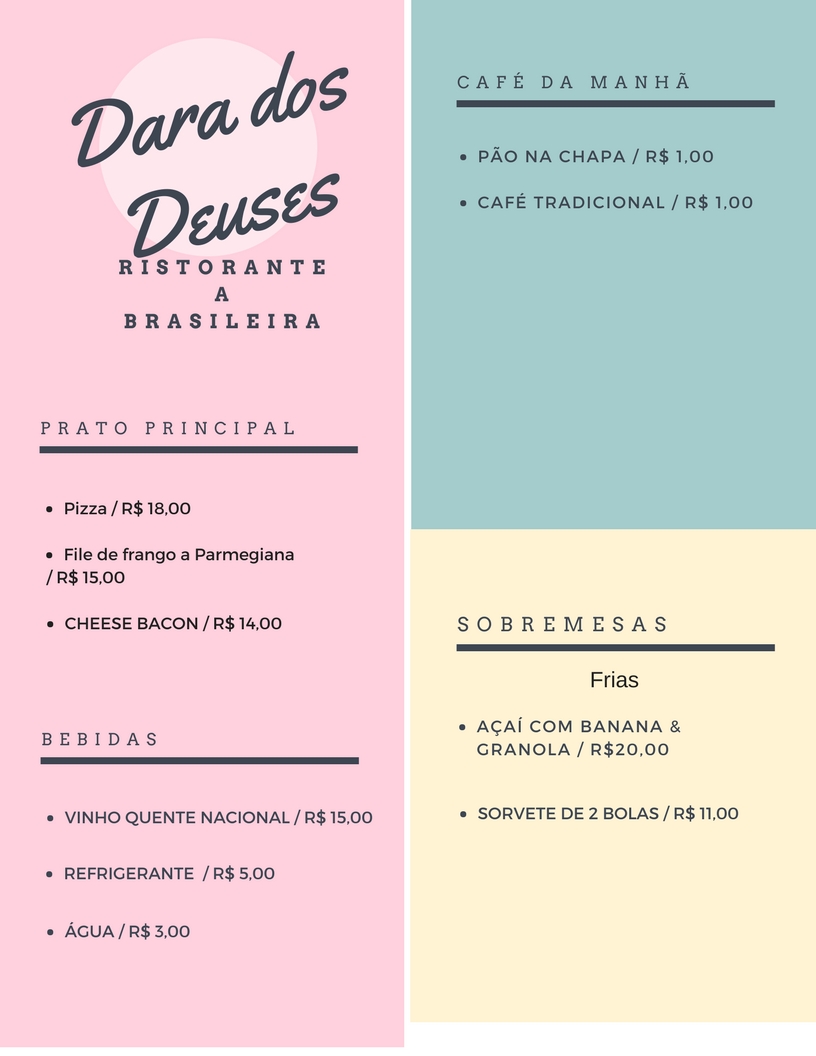 Dara dos
Deuses
RISTORANTE
A
BRASILEIRA
PRATO PRINCIPAL
• Pizza / R$ 18,00
• File de frango a Parmegiana
/ R$ 15,00
• CHEESE BACON / R$ 14,00
BEBIDAS
• VINHO QUENTE NACIONAL / R$ 15,00
• REFRIGERANTE / R$ 5,00
• ÁGUA / R$ 3,00
CAFÉ DA MANHÃ
• PÃO NA CHAPA / R$ 1,00
• CAFÉ TRADICIONAL / R$ 1,00
SOBREMESAS
Frias
• AÇAÍ COM BANANA &
GRANOLA / R$20,00
• SORVETE DE 2 BOLAS / R$ 11,00